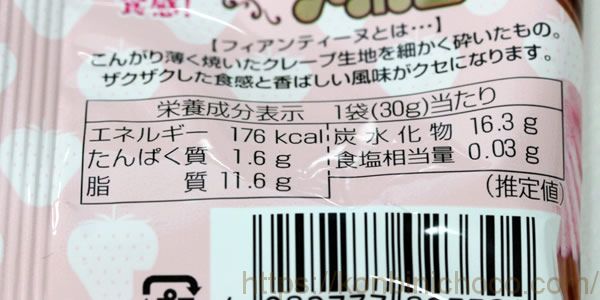 食感!
【フィアンティーヌとは…】
こんがり薄く焼いたクレープ生地を細かく砕いたもの。
ザクザクした食感と香ばしい風味がクセになります。
栄養成分表示 1袋(30g)当たり
エネルギー 176 kcal 炭水化物 16.3 g
たんぱく質 1.6 g 食塩相当量 0.03 g
脂質 11.6 g
(推定値)